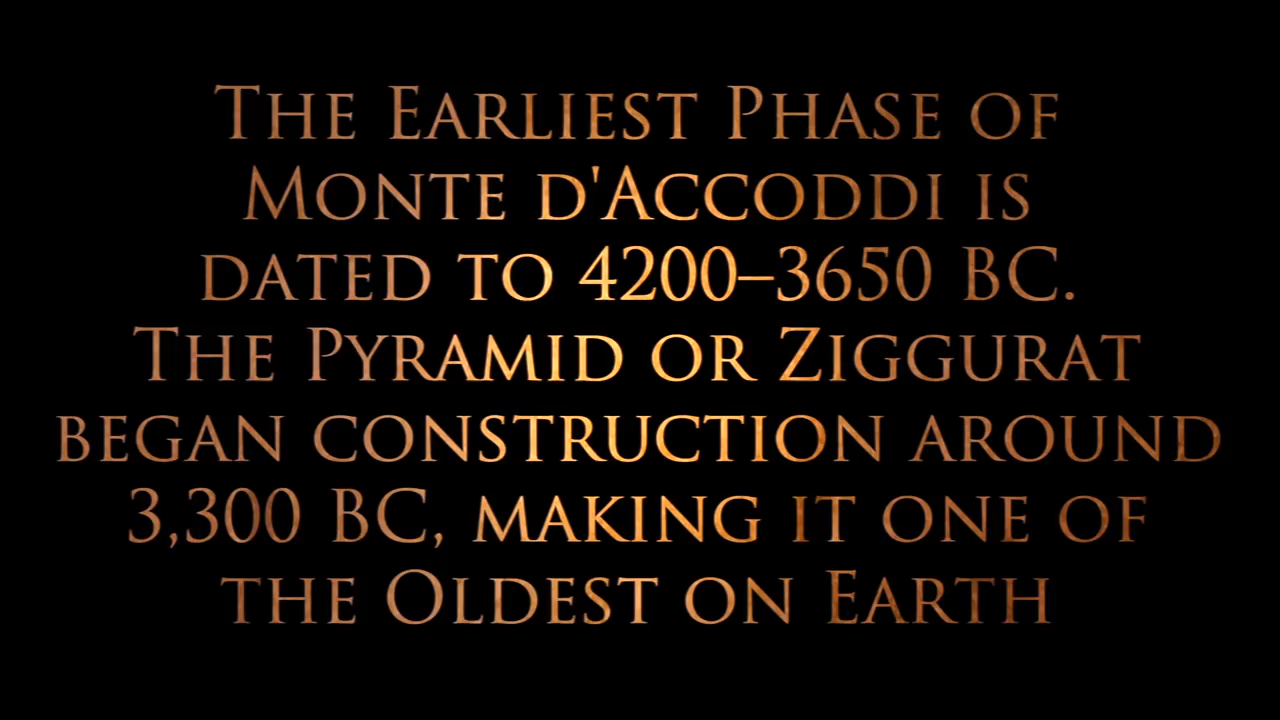 The Earliest Phase of
Monte d'Accoddi is
dated to 4200–3650 BC.
The Pyramid or Ziggurat
began construction around
3,300 BC, making it one of
the Oldest on Earth